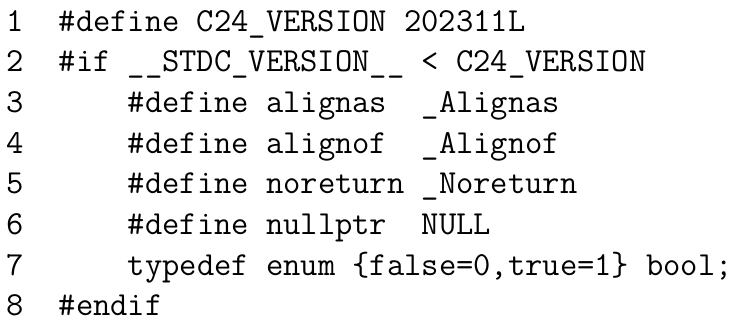 1 #define C24_VERSION 202311L
2 #if __STDC_VERSION__ < C24_VERSION
3     #define alignas  _Alignas
4     #define alignof  _Alignof
5     #define noreturn _Noreturn
6     #define nullptr  NULL
7     typedef enum {false=0,true=1} bool;
8 #endif